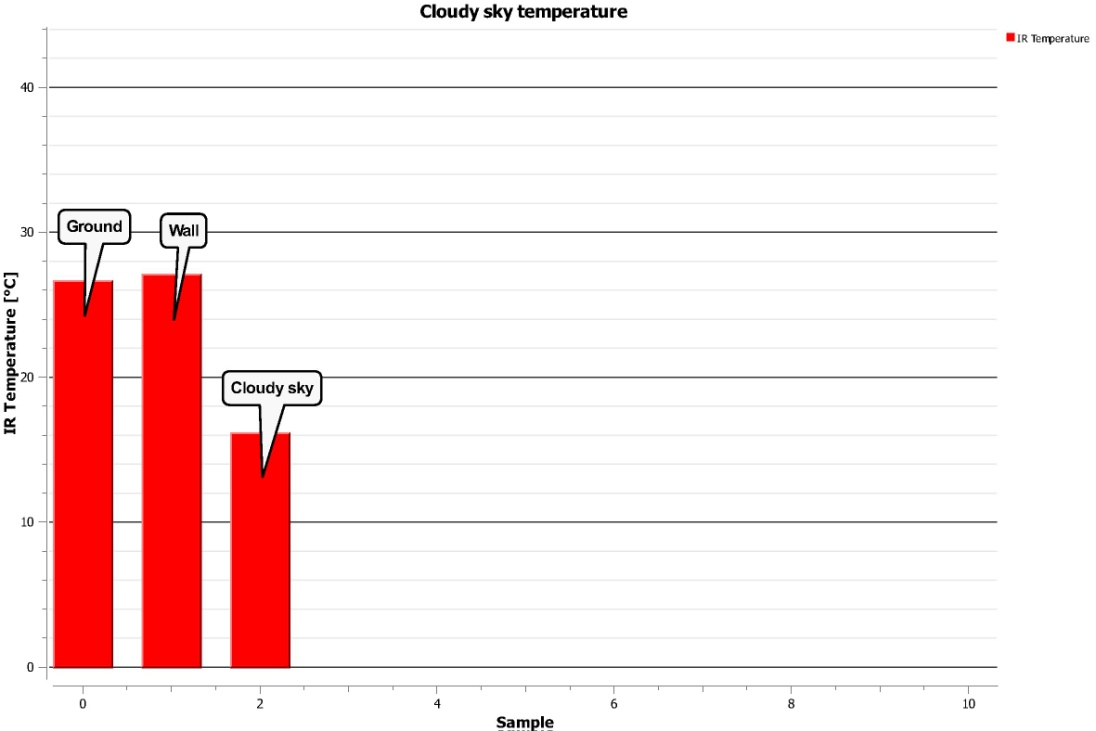 Cloudy sky temperature
IR Temperature
40
30
20
10
0
IR Temperature [°C]
Ground
Wall
Cloudy sky
0 2 4 6 8 10
Sample